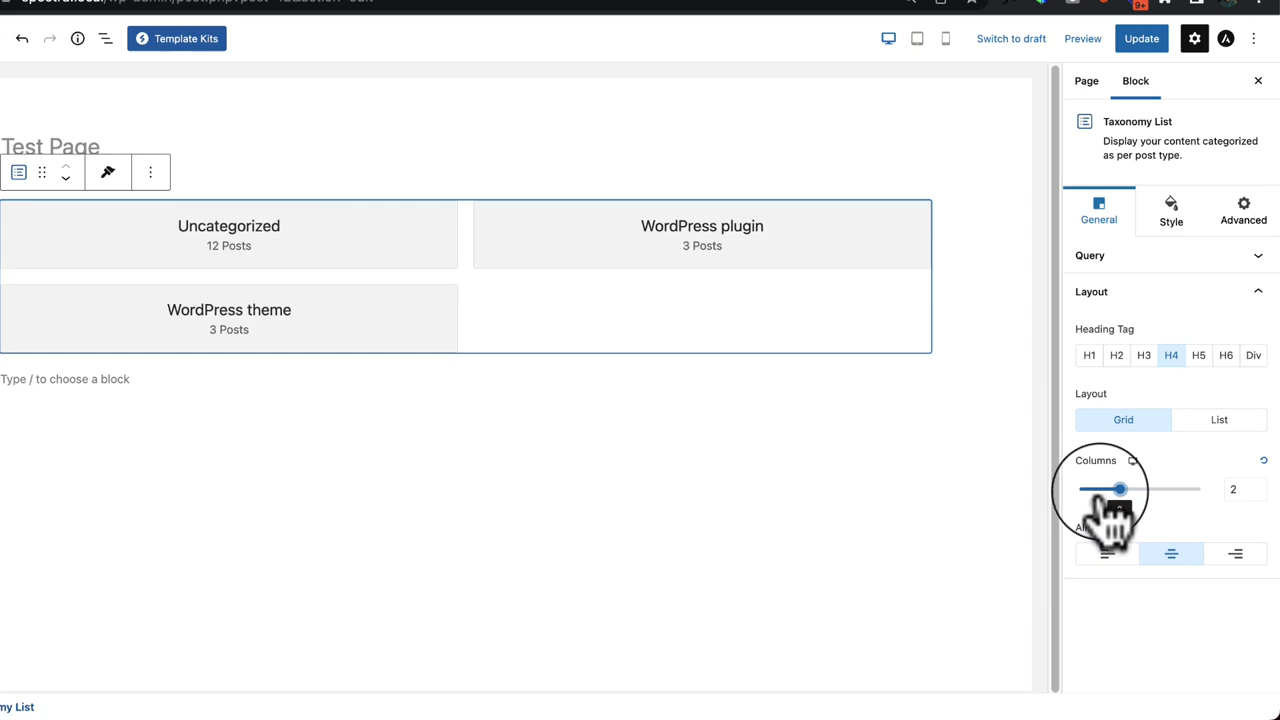 9+
Template Kits
Switch to draft
Preview
Update
Page
Block
Taxonomy List
Display your content categorized
as per post type.
General
Style
Advanced
Query
Layout
Heading Tag
H1
H2
H3
H4
H5
H6
Div
Layout
Grid
List
Columns
2
Test Page
Uncategorized
12 Posts
WordPress plugin
3 Posts
WordPress theme
3 Posts
Type / to choose a block
my List